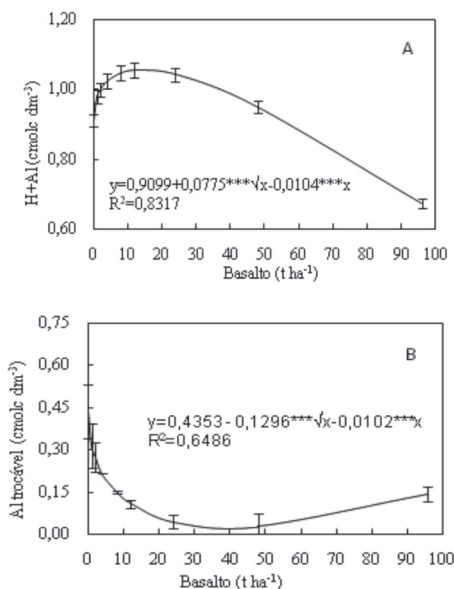 A
H+Al (cmolc dm⁻³)
1,20
1,00
0,80
0,60
y=0,9099+0,0775***√x-0,0104***x
R²=0,8317
0 10 20 30 40 50 60 70 80 90 100
Basalto (t ha⁻¹)
B
Al trocável (cmolc dm⁻³)
0,75
0,60
0,45
0,30
0,15
0,00
y=0,4353 - 0,1296***√x-0,0102***x
R²=0,6486
0 10 20 30 40 50 60 70 80 90 100
Basalto (t ha⁻¹)